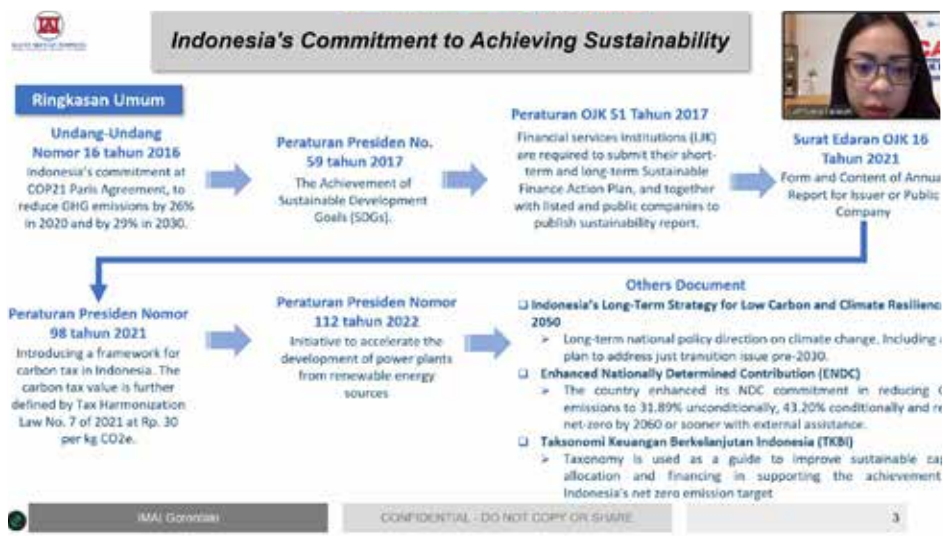 Indonesia's Commitment to Achieving Sustainability
Ringkasan Umum
Undang-Undang
Nomor 16 tahun 2016
Indonesia's commitment at
COP21 Paris Agreement, to
reduce GHG emissions by 26%
in 2020 and by 29% in 2030.
Peraturan Presiden No.
59 tahun 2017
The Achievement of
Sustainable Development
Goals (SDGs).
Peraturan OJK 51 Tahun 2017
Financial services institutions (LJK)
are required to submit their short-
term and long-term Sustainable
Finance Action Plan, and together
with listed and public companies to
publish sustainability report.
Surat Edaran OJK 16
Tahun 2021
Form and Content of Annua
Report for Issuer or Public
Company
Peraturan Presiden Nomor
98 tahun 2021
Introducing a framework for
carbon tax in Indonesia. The
carbon tax value is further
defined by Tax Harmonization
Law No. 7 of 2021 at Rp. 30
per kg CO2e.
Peraturan Presiden Nomor
112 tahun 2022
Initiative to accelerate the
development of power plants
from renewable energy
sources
Others Document
Indonesia's Long-Term Strategy for Low Carbon and Climate Resilienc
2050
Long-term national policy direction on climate change. Including a
plan to address just transition issue pre-2030.
Enhanced Nationally Determined Contribution (ENDC)
The country enhanced its NDC commitment in reducing G
emissions to 31.89% unconditionally, 43.20% conditionally and re
net-zero by 2060 or sooner with external assistance.
Taksonomi Keuangan Berkelanjutan Indonesia (TKBI)
Taxonomy is used as a guide to improve sustainable cap
allocation and financing in supporting the achievement
Indonesia's net zero emission target
IMAI Gorontalo
CONFIDENTIAL - DO NOT COPY OR SHARE
3